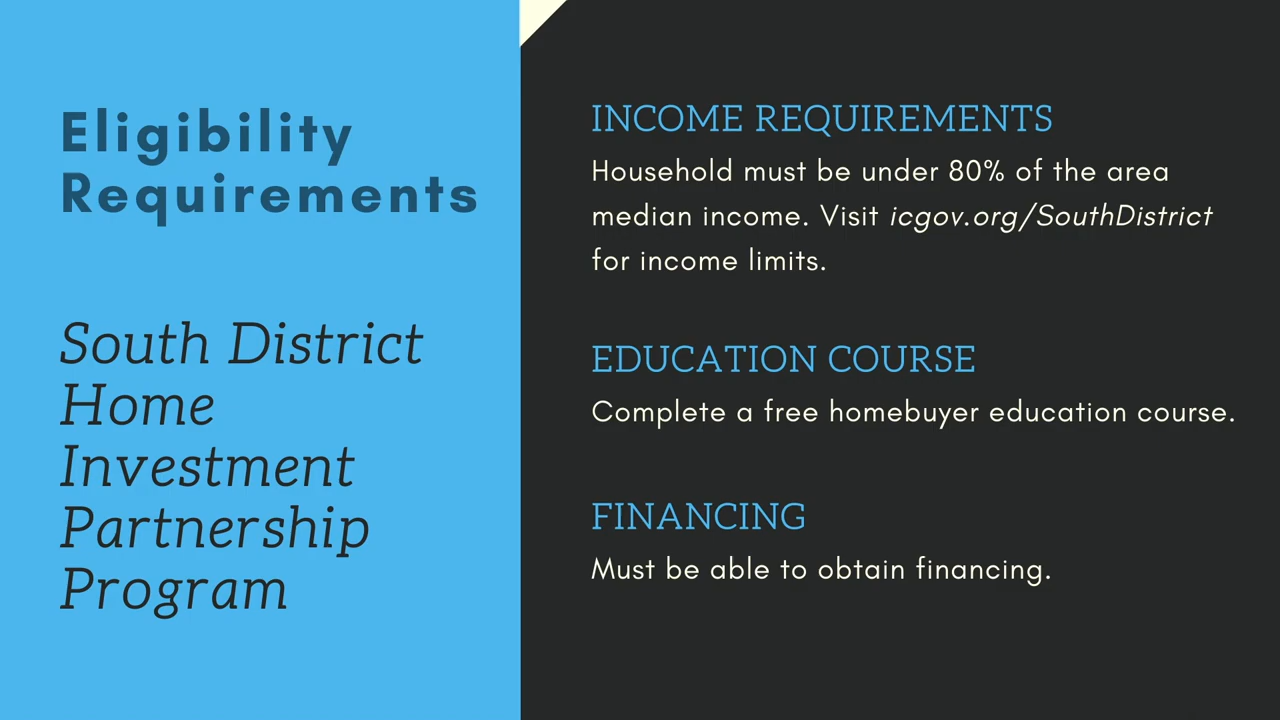 Eligibility
Requirements
South District
Home
Investment
Partnership
Program
INCOME REQUIREMENTS
Household must be under 80% of the area
median income. Visit icgov.org/SouthDistrict
for income limits.
EDUCATION COURSE
Complete a free homebuyer education course.
FINANCING
Must be able to obtain financing.